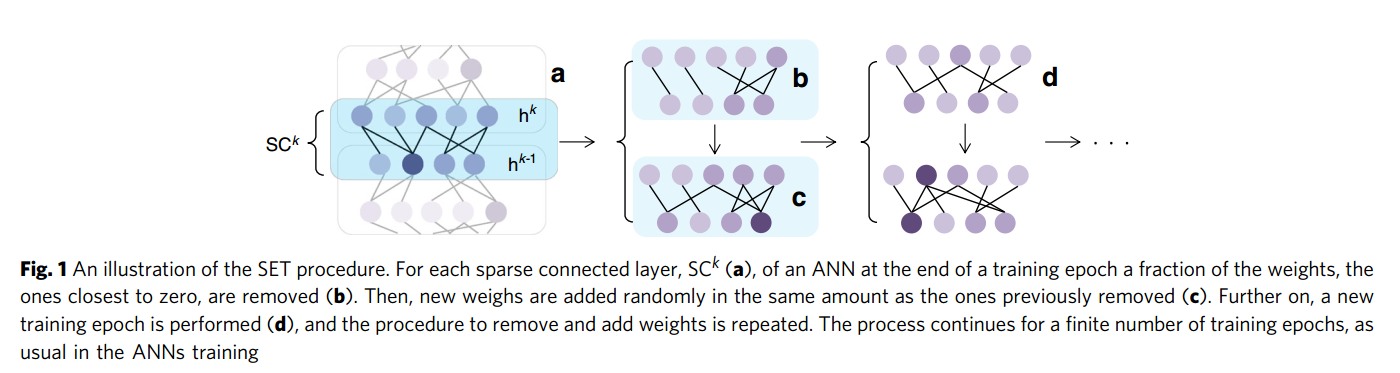 a
b
d
SCᵏ
hᵏ
hᵏ⁻¹
c
. . .
Fig. 1 An illustration of the SET procedure. For each sparse connected layer, SCᵏ (a), of an ANN at the end of a training epoch a fraction of the weights, the
ones closest to zero, are removed (b). Then, new weighs are added randomly in the same amount as the ones previously removed (c). Further on, a new
training epoch is performed (d), and the procedure to remove and add weights is repeated. The process continues for a finite number of training epochs, as
usual in the ANNs training